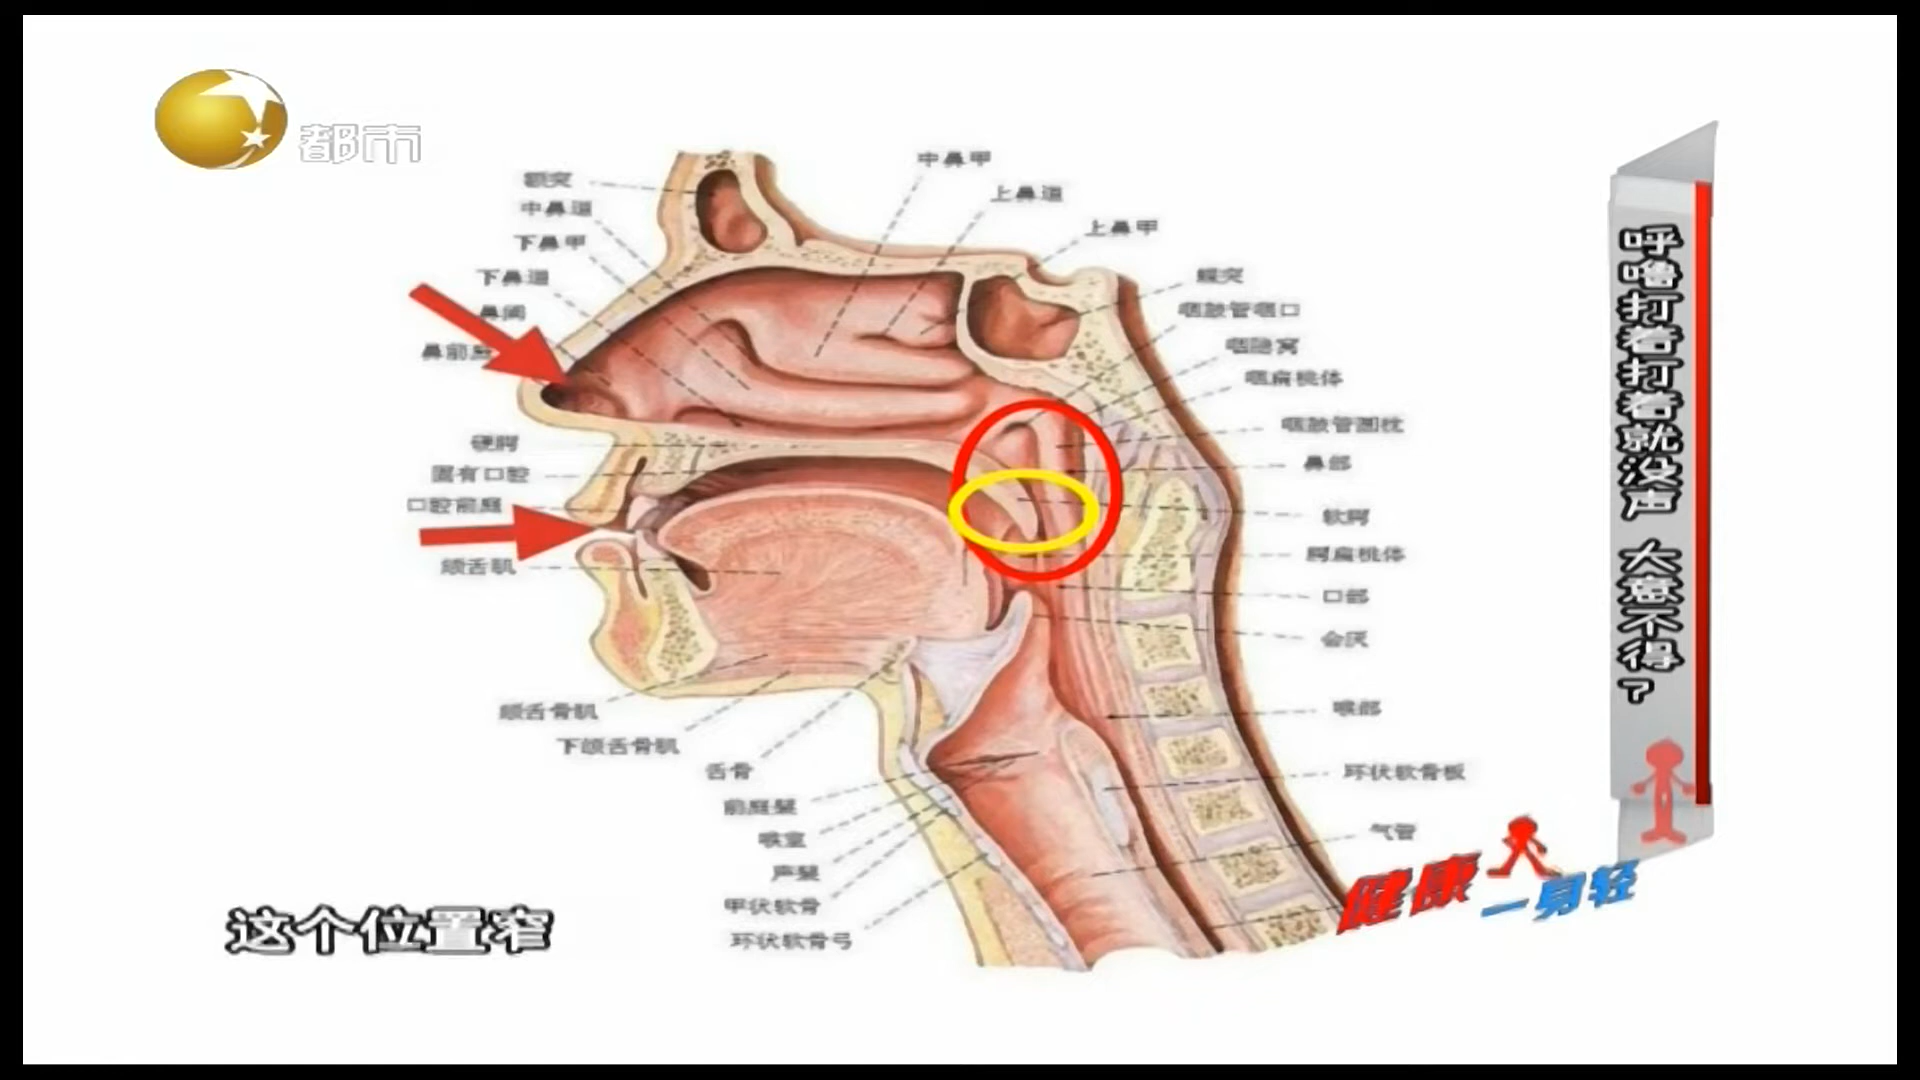 都市
中鼻甲
额突
上鼻道
中鼻道
上鼻甲
下鼻甲
下鼻道
蝶突
咽鼓管咽口
鼻阈
咽隐窝
鼻前庭
咽扁桃体
咽鼓管圆枕
硬腭
鼻部
固有口腔
口腔前庭
软腭
腭扁桃体
颏舌肌
口部
会厌
颏舌骨肌
喉部
下颌舌骨肌
舌骨
环状软骨板
前庭襞
气管
喉室
声襞
甲状软骨
环状软骨弓
呼噜打着打着就没声 大意不得?
健康一身轻
这个位置窄